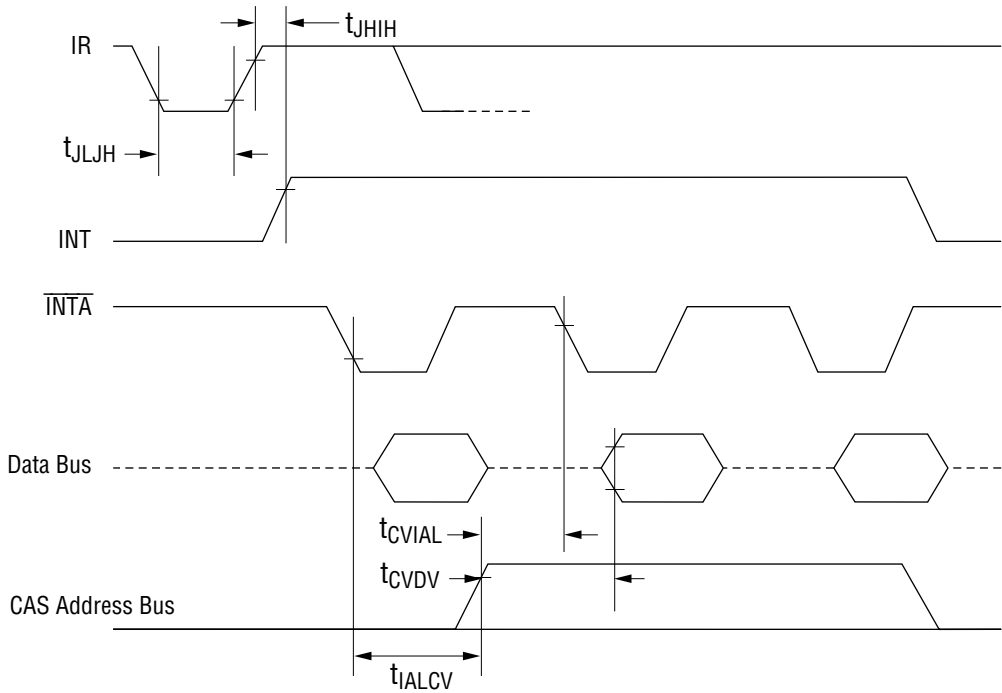 tJHIH
IR
tJLJH
INT
INTA
Data Bus
tCVIAL
tCVDV
CAS Address Bus
tIALCV